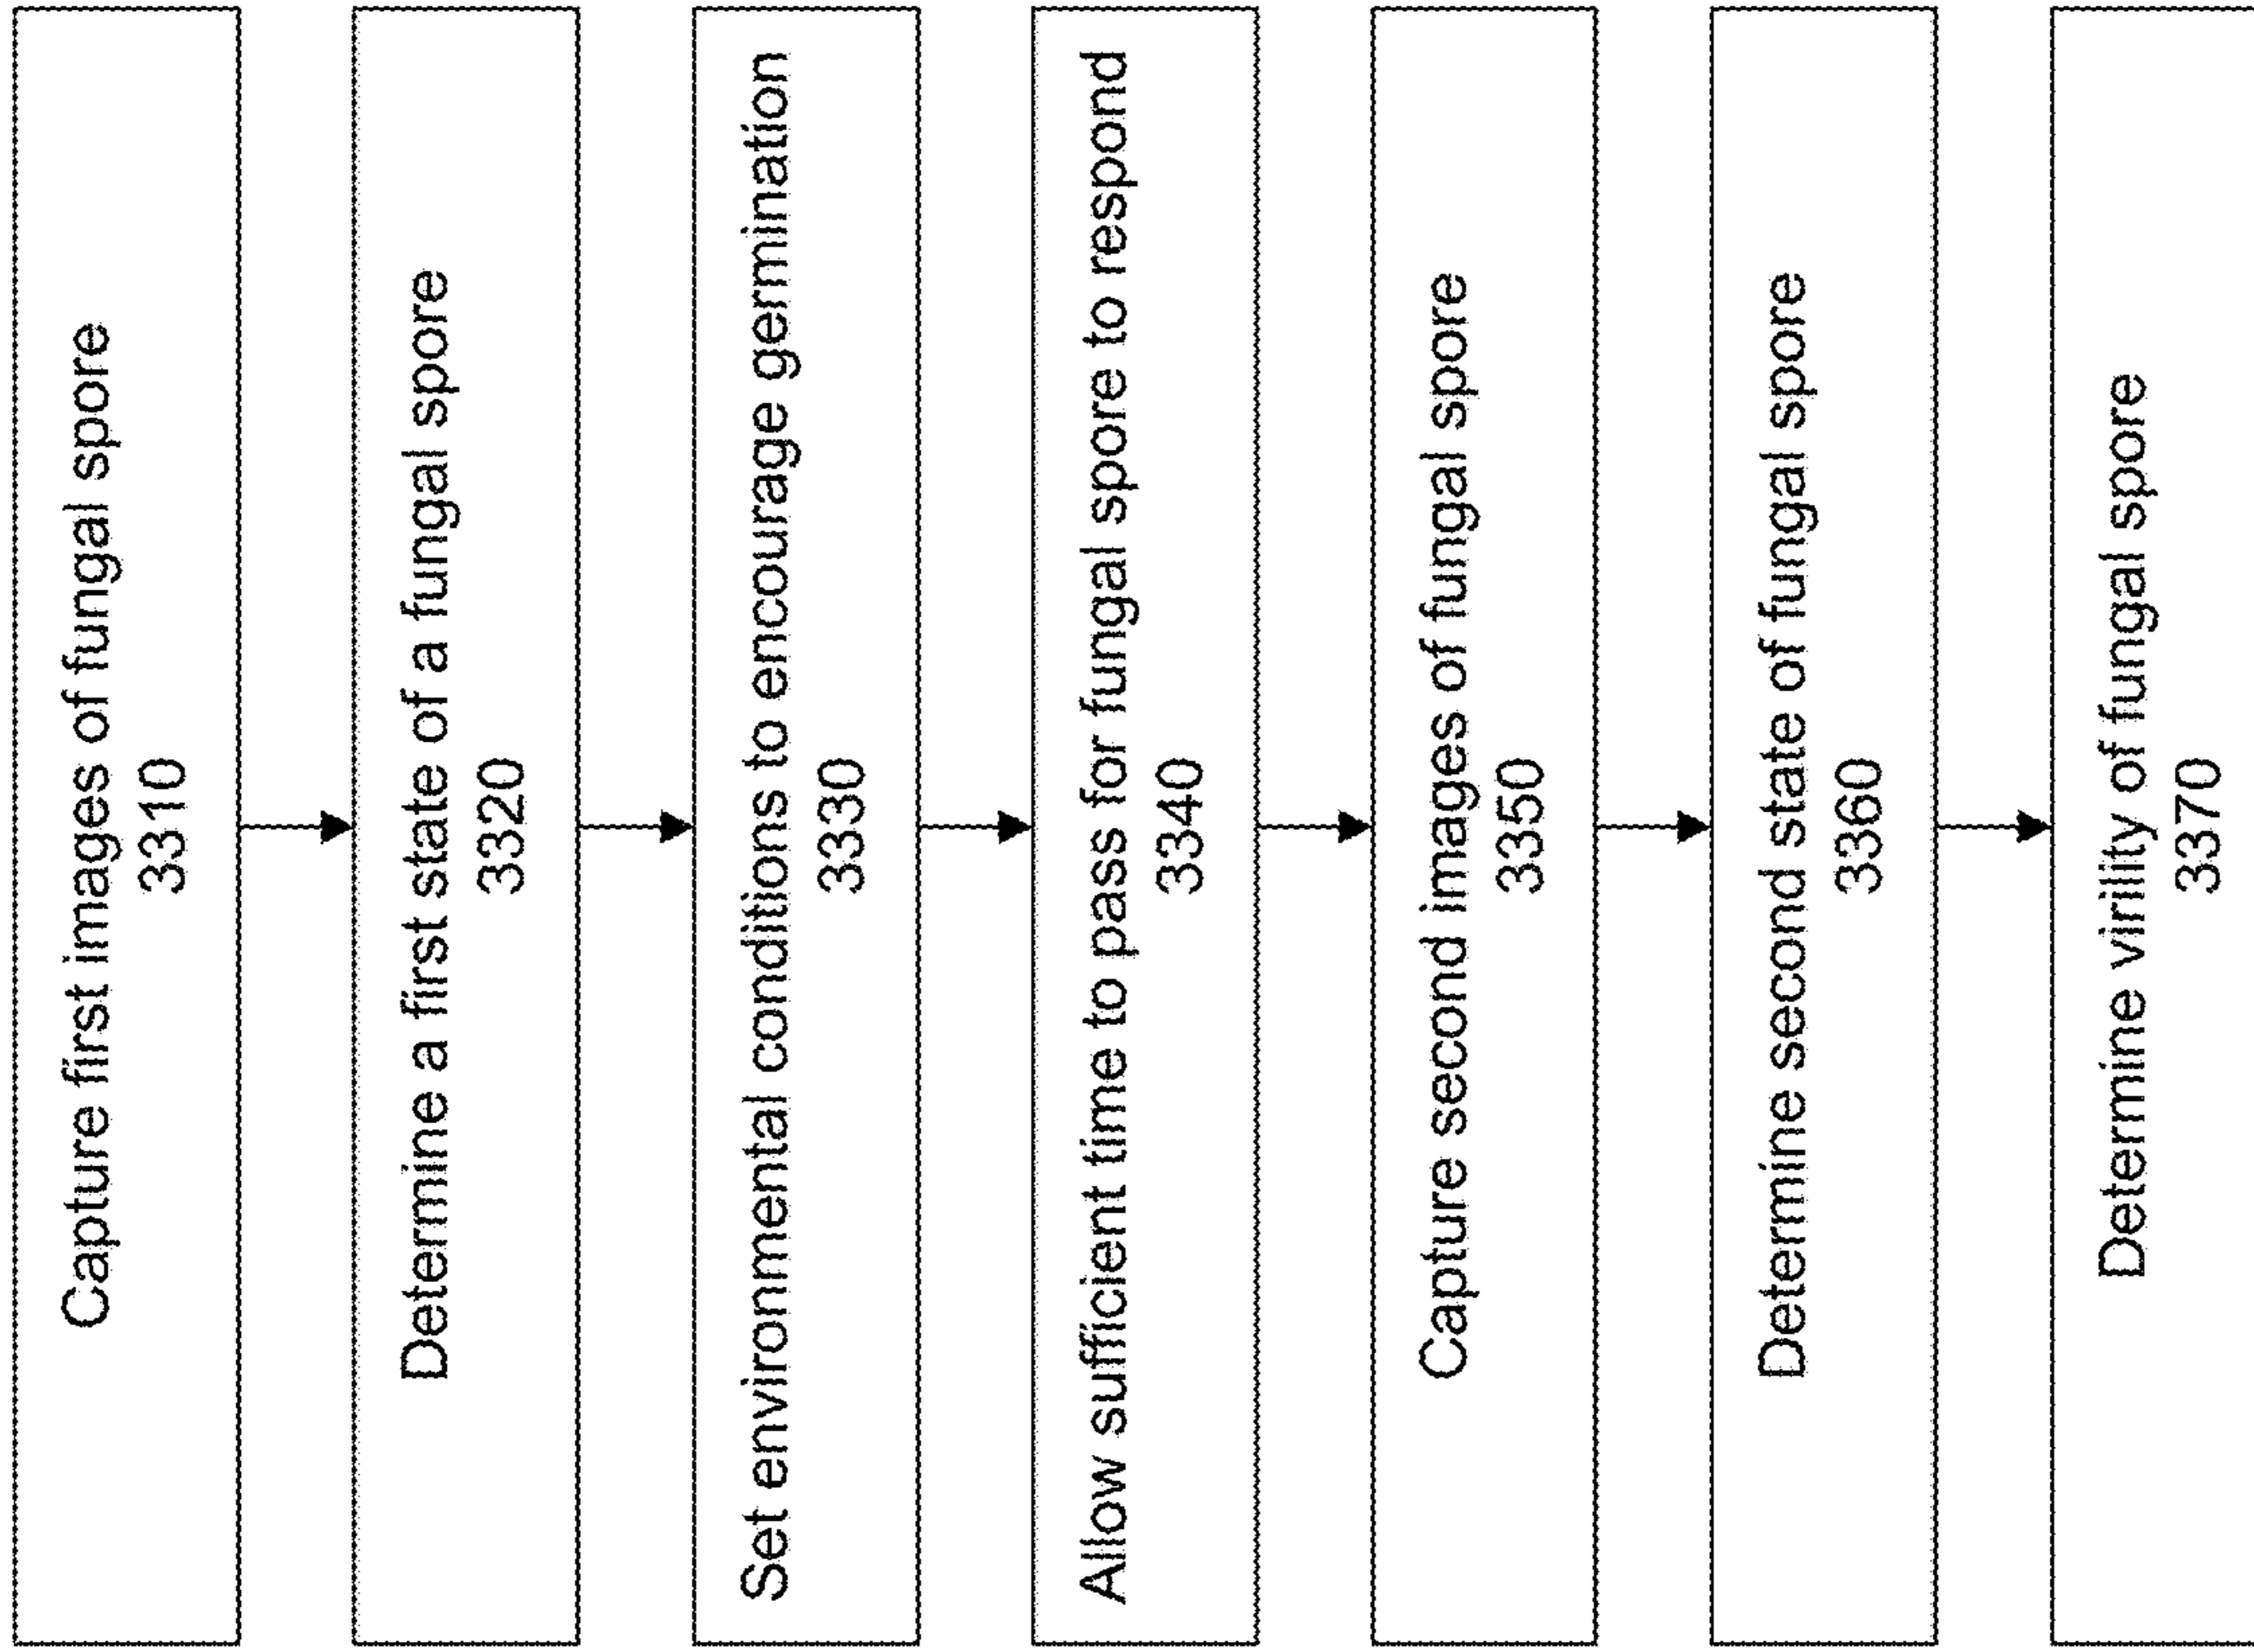 Capture first images of fungal spore
3310
Determine a first state of a fungal spore
3320
Set environmental conditions to encourage germination
3330
Allow sufficient time to pass for fungal spore to respond
3340
Capture second images of fungal spore
3350
Determine second state of fungal spore
3360
Determine virility of fungal spore
3370